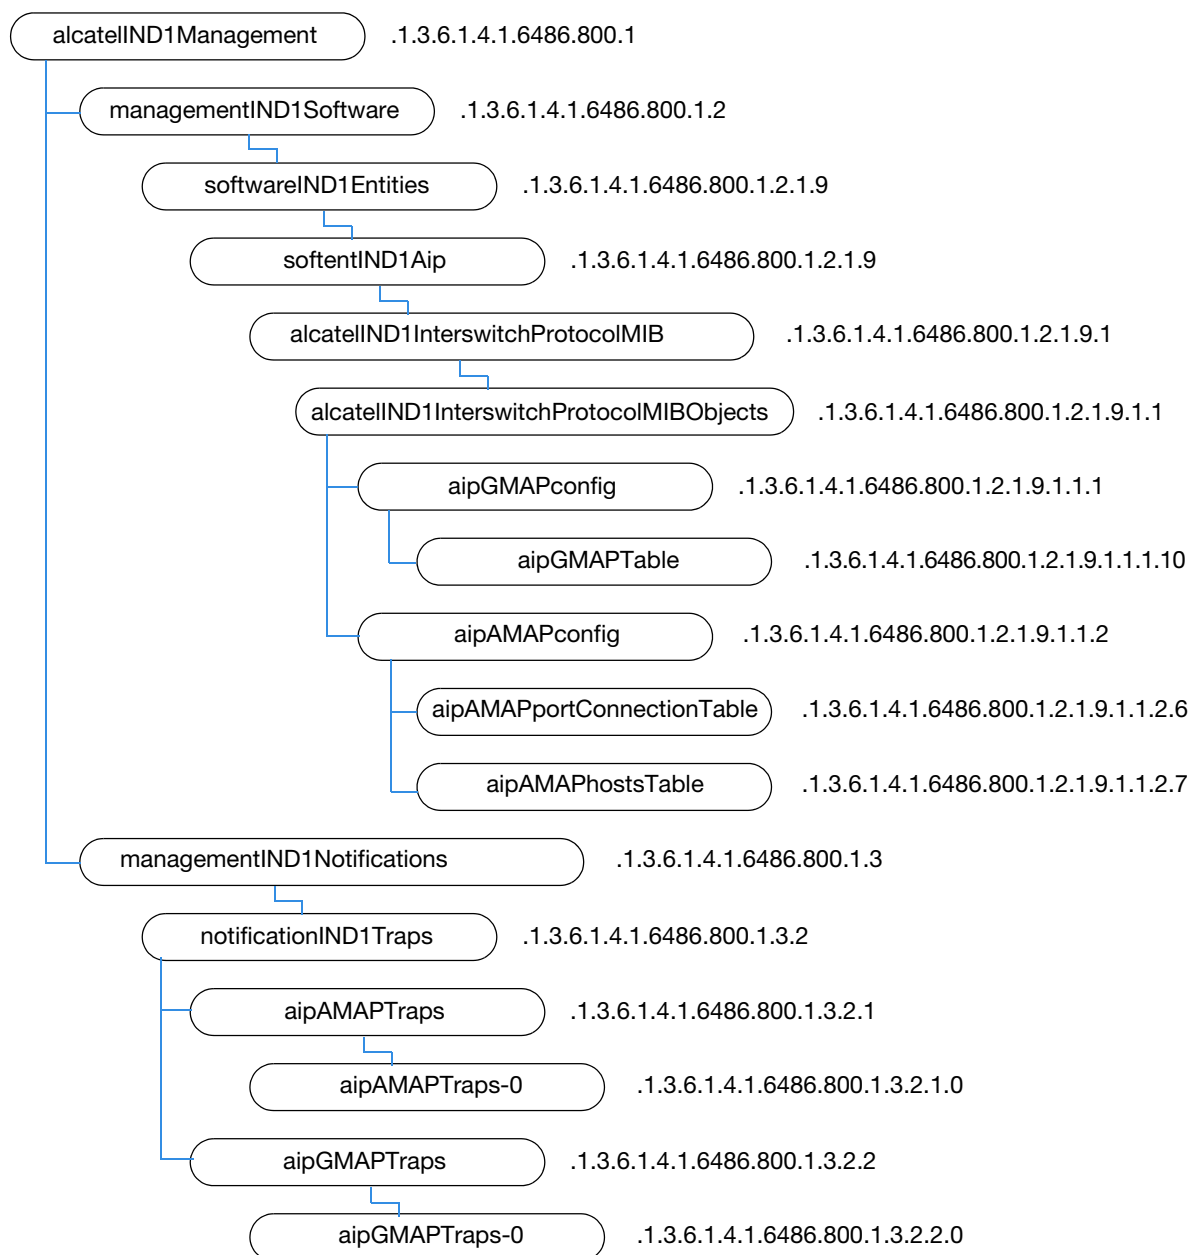 alcatelIND1Management .1.3.6.1.4.1.6486.800.1
managementIND1Software .1.3.6.1.4.1.6486.800.1.2
softwareIND1Entities .1.3.6.1.4.1.6486.800.1.2.1.9
softentIND1Aip .1.3.6.1.4.1.6486.800.1.2.1.9
alcatelIND1InterswitchProtocolMIB .1.3.6.1.4.1.6486.800.1.2.1.9.1
alcatelIND1InterswitchProtocolMIBObjects .1.3.6.1.4.1.6486.800.1.2.1.9.1.1
aipGMAPconfig .1.3.6.1.4.1.6486.800.1.2.1.9.1.1.1
aipGMAPTable .1.3.6.1.4.1.6486.800.1.2.1.9.1.1.1.10
aipAMAPconfig .1.3.6.1.4.1.6486.800.1.2.1.9.1.1.2
aipAMAPportConnectionTable .1.3.6.1.4.1.6486.800.1.2.1.9.1.1.2.6
aipAMAPhostsTable .1.3.6.1.4.1.6486.800.1.2.1.9.1.1.2.7
managementIND1Notifications .1.3.6.1.4.1.6486.800.1.3
notificationIND1Traps .1.3.6.1.4.1.6486.800.1.3.2
aipAMAPTraps .1.3.6.1.4.1.6486.800.1.3.2.1
aipAMAPTraps-0 .1.3.6.1.4.1.6486.800.1.3.2.1.0
aipGMAPTraps .1.3.6.1.4.1.6486.800.1.3.2.2
aipGMAPTraps-0 .1.3.6.1.4.1.6486.800.1.3.2.2.0